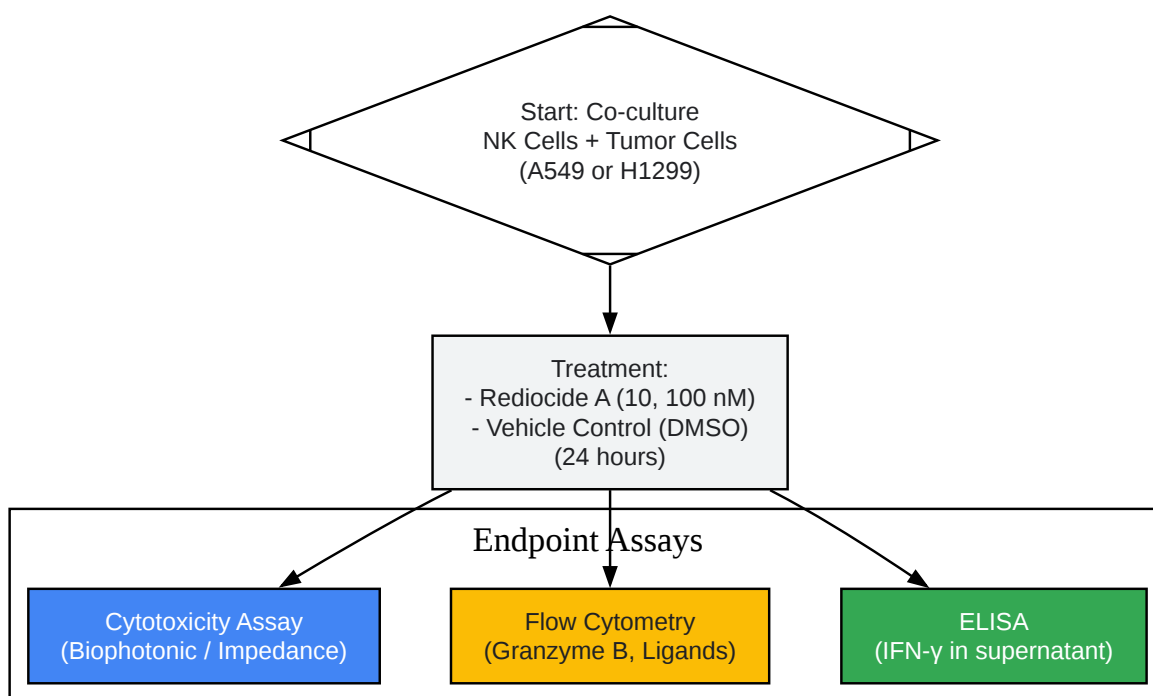 Start: Co-culture
NK Cells + Tumor Cells
(A549 or H1299)
Treatment:
- Rediocide A (10, 100 nM)
- Vehicle Control (DMSO)
(24 hours)
Endpoint Assays
Cytotoxicity Assay
(Biophotonic / Impedance)
Flow Cytometry
(Granzyme B, Ligands)
ELISA
(IFN-γ in supernatant)